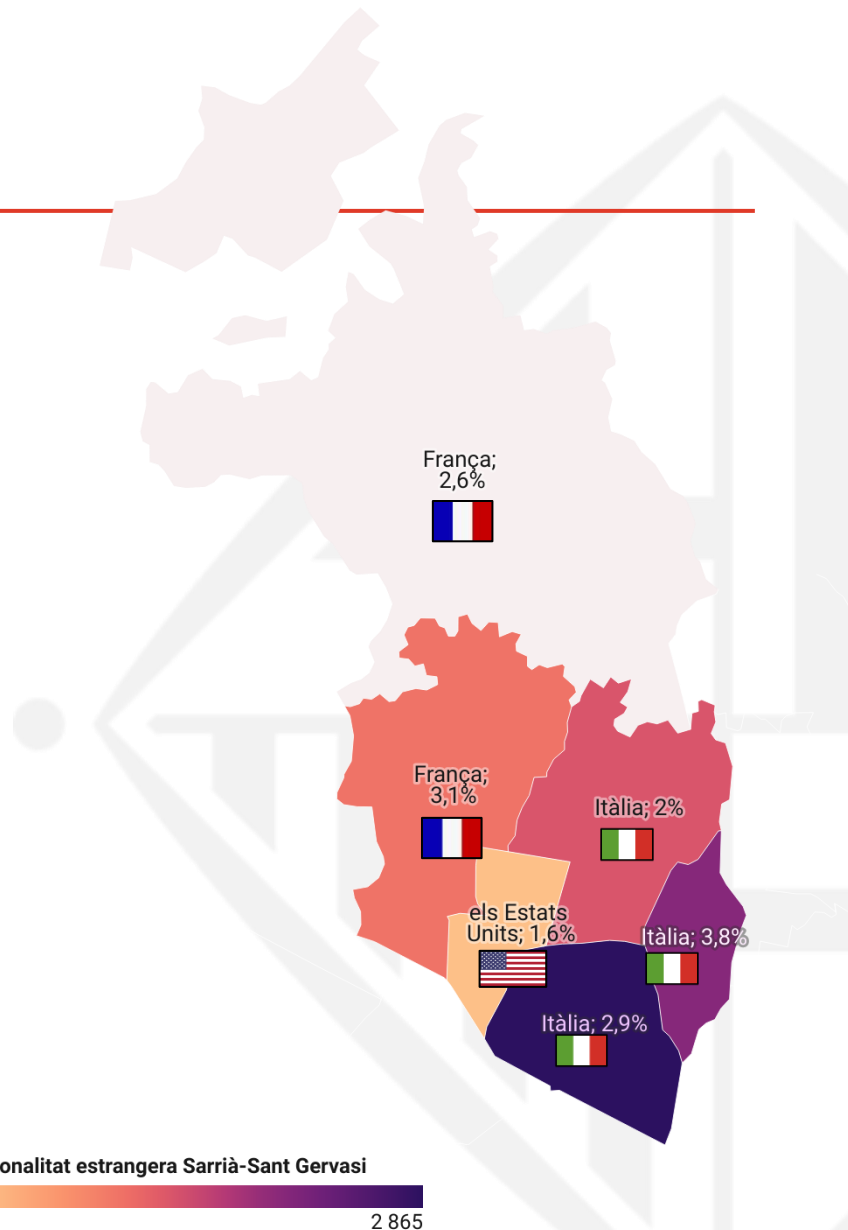 França;
2,6%
França;
3,1%
Itàlia; 2%
els Estats
Units; 1,6%
Itàlia; 3,8%
Itàlia; 2,9%
onalitat estrangera Sarrià-Sant Gervasi
2 865